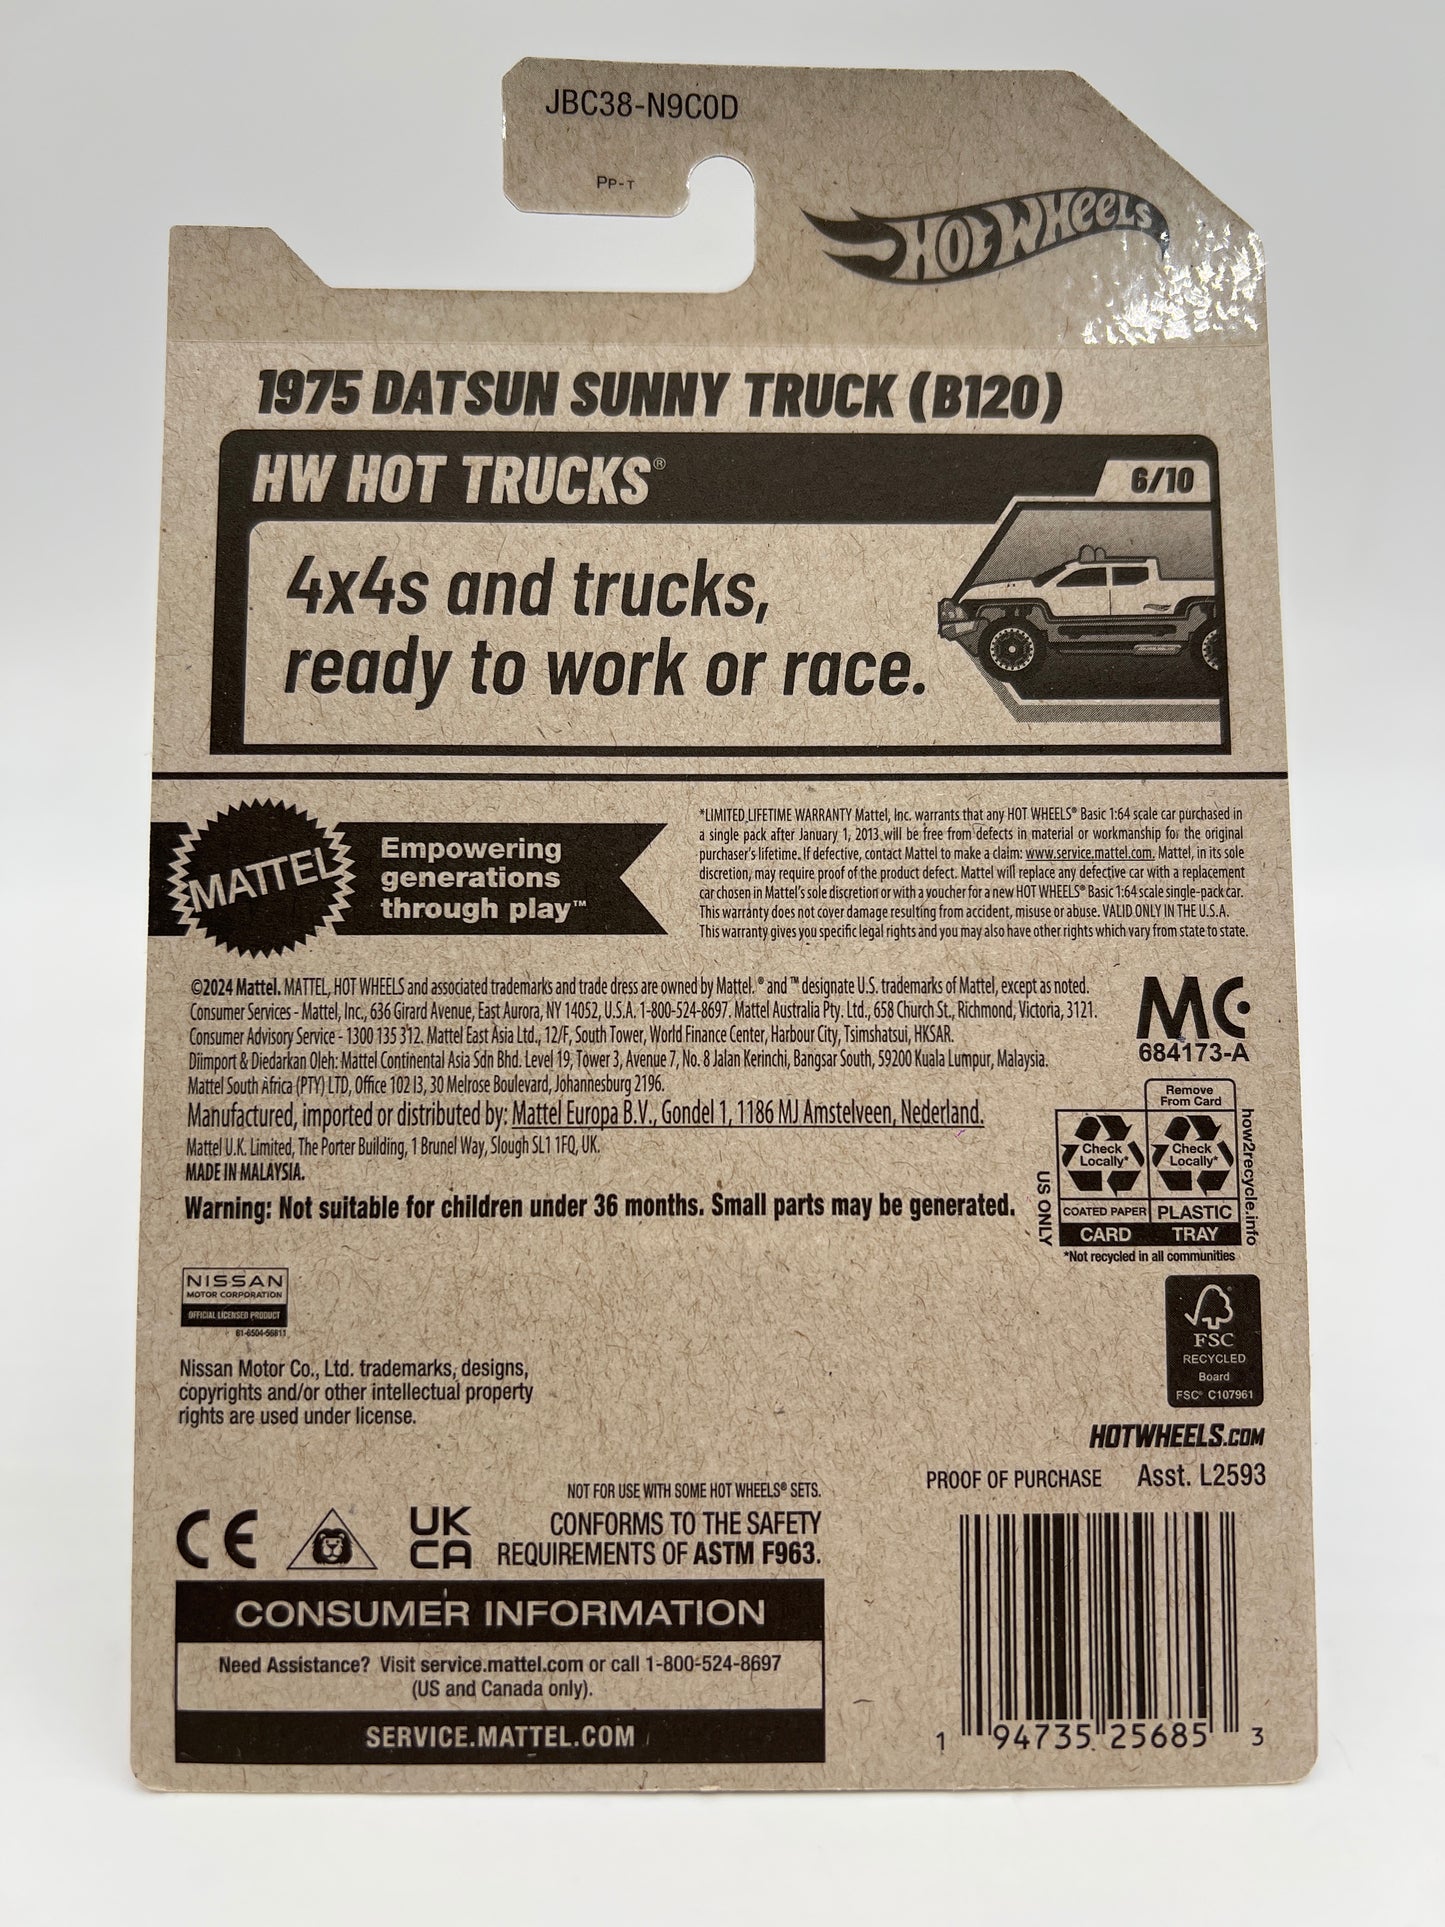 JBC38-N9C0D
PP-T
HOT WHEELS
1975 DATSUN SUNNY TRUCK (B120)
HW HOT TRUCKS®
6/10
4x4s and trucks,
ready to work or race.
MATTEL
Empowering
generations
through play™
*LIMITED LIFETIME WARRANTY Mattel, Inc. warrants that any HOT WHEELS® Basic 1:64 scale car purchased in
a single pack after January 1, 2013 will be free from defects in material or workmanship for the original
purchaser's lifetime. If defective, contact Mattel to make a claim: www.service.mattel.com. Mattel, in its sole
discretion, may require proof of the product defect. Mattel will replace any defective car with a replacement
car chosen in Mattel's sole discretion or with a voucher for a new HOT WHEELS® Basic 1:64 scale single-pack car.
This warranty does not cover damage resulting from accident, misuse or abuse. VALID ONLY IN THE U.S.A.
This warranty gives you specific legal rights and you may also have other rights which vary from state to state.
©2024 Mattel. MATTEL, HOT WHEELS and associated trademarks and trade dress are owned by Mattel. ® and ™ designate U.S. trademarks of Mattel, except as noted.
Consumer Services - Mattel, Inc., 636 Girard Avenue, East Aurora, NY 14052, U.S.A. 1-800-524-8697. Mattel Australia Pty. Ltd., 658 Church St., Richmond, Victoria, 3121.
Consumer Advisory Service - 1300 135 312. Mattel East Asia Ltd., 12/F, South Tower, World Finance Center, Harbour City, Tsimshatsui, HKSAR.
Diimport & Diedarkan Oleh: Mattel Continental Asia Sdn Bhd. Level 19, Tower 3, Avenue 7, No. 8 Jalan Kerinchi, Bangsar South, 59200 Kuala Lumpur, Malaysia.
Mattel South Africa (PTY) LTD, Office 102 I3, 30 Melrose Boulevard, Johannesburg 2196.
Manufactured, imported or distributed by: Mattel Europa B.V., Gondel 1, 1186 MJ Amstelveen, Nederland.
Mattel U.K. Limited, The Porter Building, 1 Brunel Way, Slough SL1 1FQ, UK.
MADE IN MALAYSIA.
Warning: Not suitable for children under 36 months. Small parts may be generated.
MC
684173-A
Remove
From Card
Check
Locally*
Check
Locally*
COATED PAPER
PLASTIC
CARD
TRAY
US ONLY
how2recycle.info
*Not recycled in all communities
NISSAN
MOTOR CORPORATION
OFFICIAL LICENSED PRODUCT
61-6504-56611
Nissan Motor Co., Ltd. trademarks, designs,
copyrights and/or other intellectual property
rights are used under license.
FSC
RECYCLED
Board
FSC® C107961
HOTWHEELS.COM
PROOF OF PURCHASE Asst. L2593
NOT FOR USE WITH SOME HOT WHEELS® SETS.
CE
UK
CA
CONFORMS TO THE SAFETY
REQUIREMENTS OF ASTM F963.
CONSUMER INFORMATION
Need Assistance? Visit service.mattel.com or call 1-800-524-8697
(US and Canada only).
SERVICE.MATTEL.COM
1 94735 25685 3